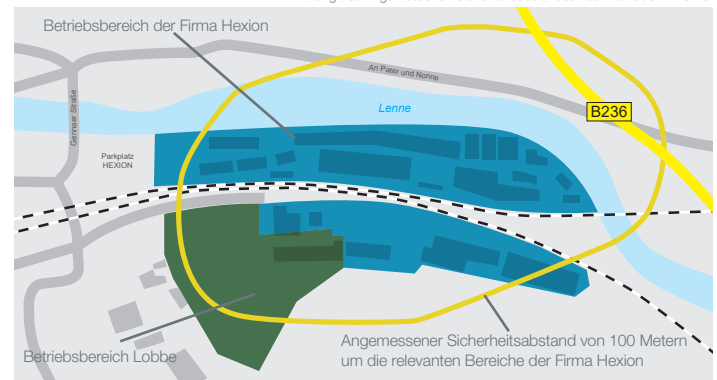 Betriebsbereich der Firma Hexion
An Pater und Nonne
Lenne
B236
Gennaer Straße
Parkplatz
HEXION
Betriebsbereich Lobbe
Angemessener Sicherheitsabstand von 100 Metern
um die relevanten Bereiche der Firma Hexion